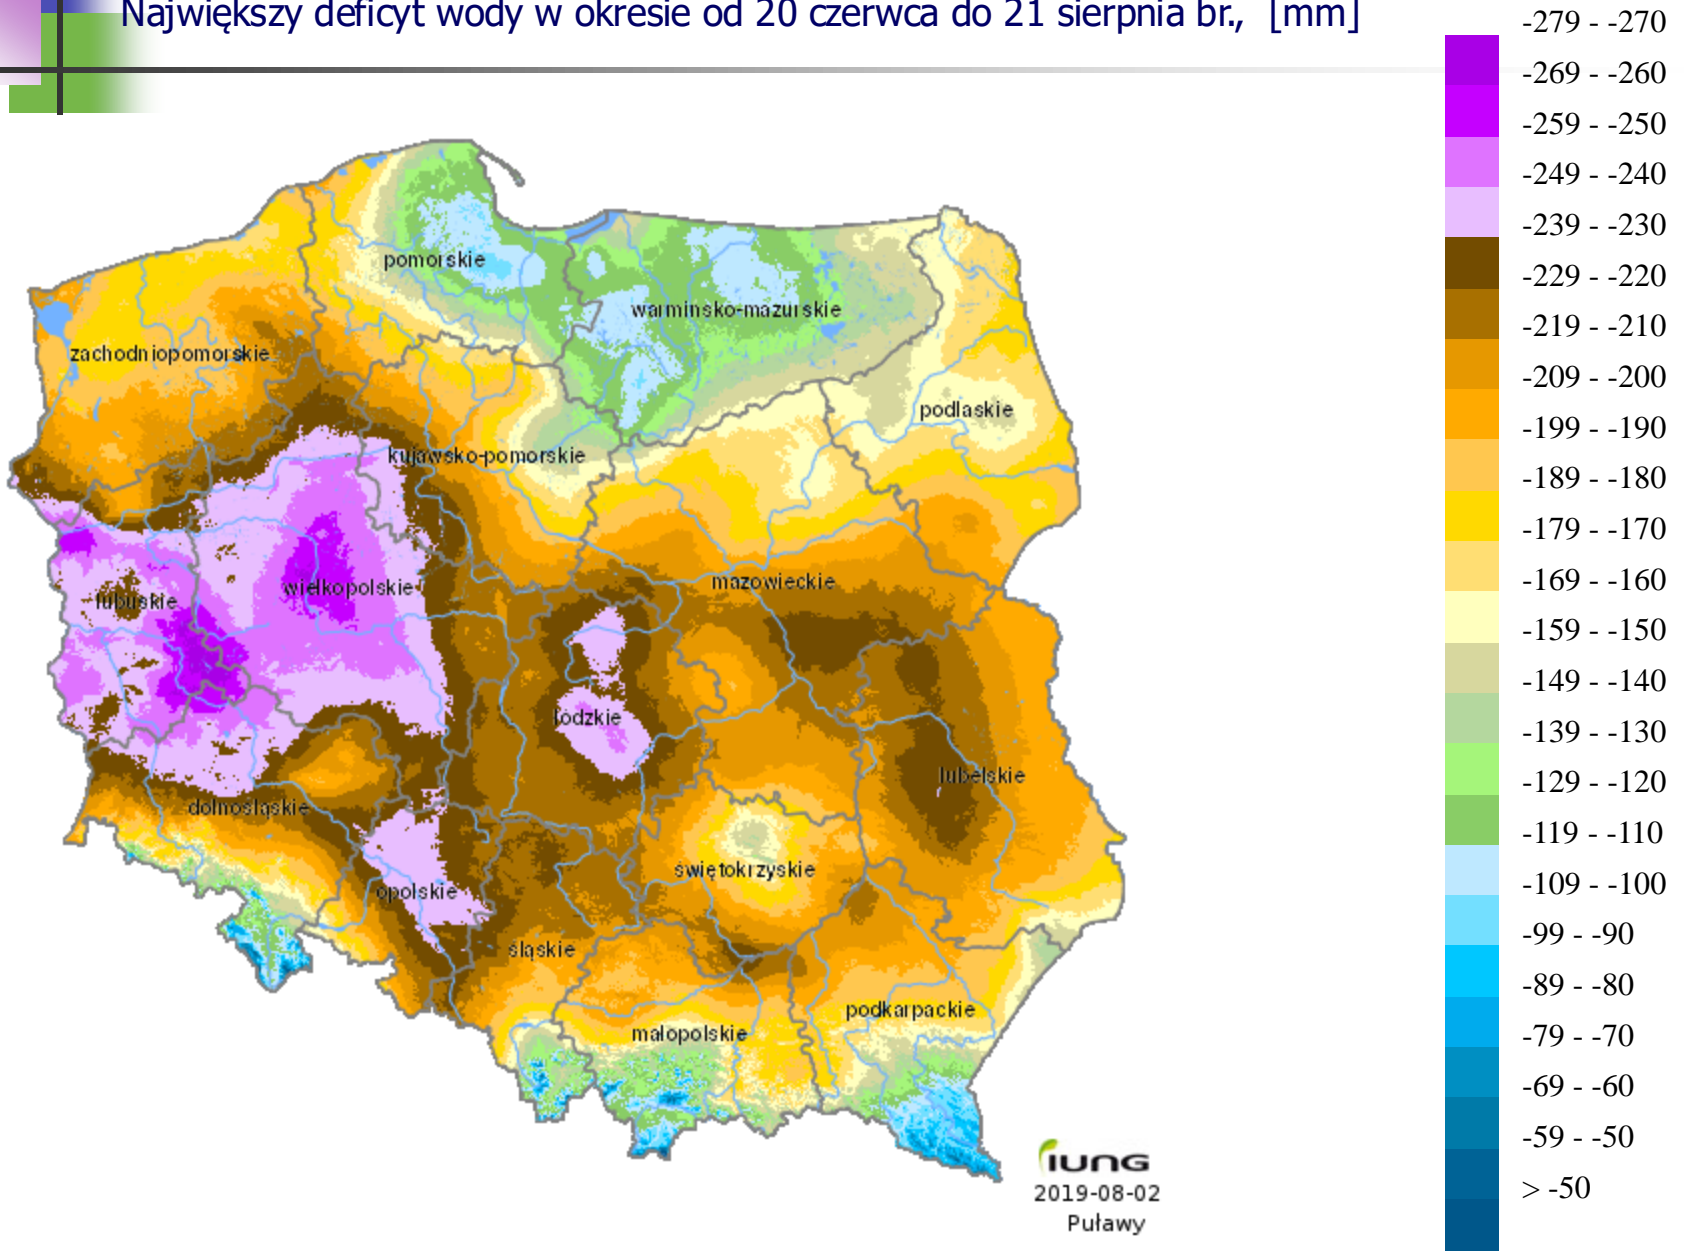 Największy deficyt wody w okresie od 20 czerwca do 21 sierpnia br., [mm]
-279 - -270
-269 - -260
-259 - -250
-249 - -240
-239 - -230
-229 - -220
-219 - -210
-209 - -200
-199 - -190
-189 - -180
-179 - -170
-169 - -160
-159 - -150
-149 - -140
-139 - -130
-129 - -120
-119 - -110
-109 - -100
-99 - -90
-89 - -80
-79 - -70
-69 - -60
-59 - -50
> -50
pomorskie
warminsko-mazurskie
zachodniopomorskie
podlaskie
kujawsko-pomorskie
mazowieckie
wielkopolskie
lubuskie
łodzkie
lubelskie
dolnosląskie
świętokrzyskie
opolskie
śląskie
podkarpackie
małopolskie
IUNG
2019-08-02
Puławy